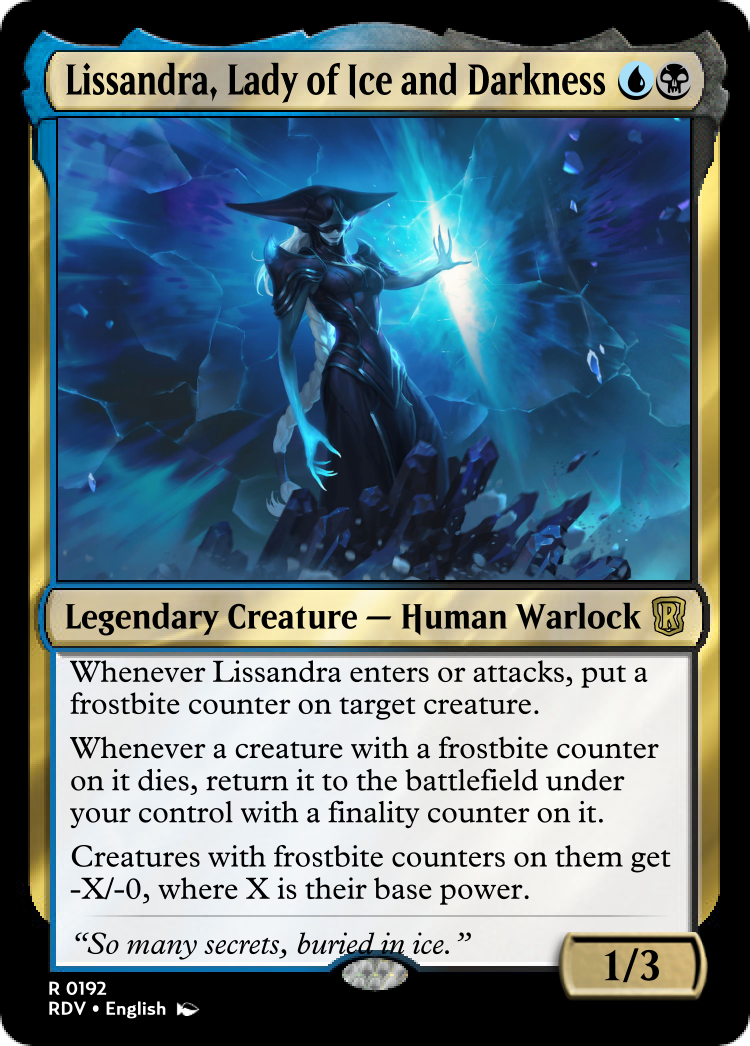 Lissandra, Lady of Ice and Darkness
Legendary Creature — Human Warlock
R
Whenever Lissandra enters or attacks, put a
frostbite counter on target creature.
Whenever a creature with a frostbite counter
on it dies, return it to the battlefield under
your control with a finality counter on it.
Creatures with frostbite counters on them get
-X/-0, where X is their base power.
“So many secrets, buried in ice.”
1/3
R 0192
RDV • English